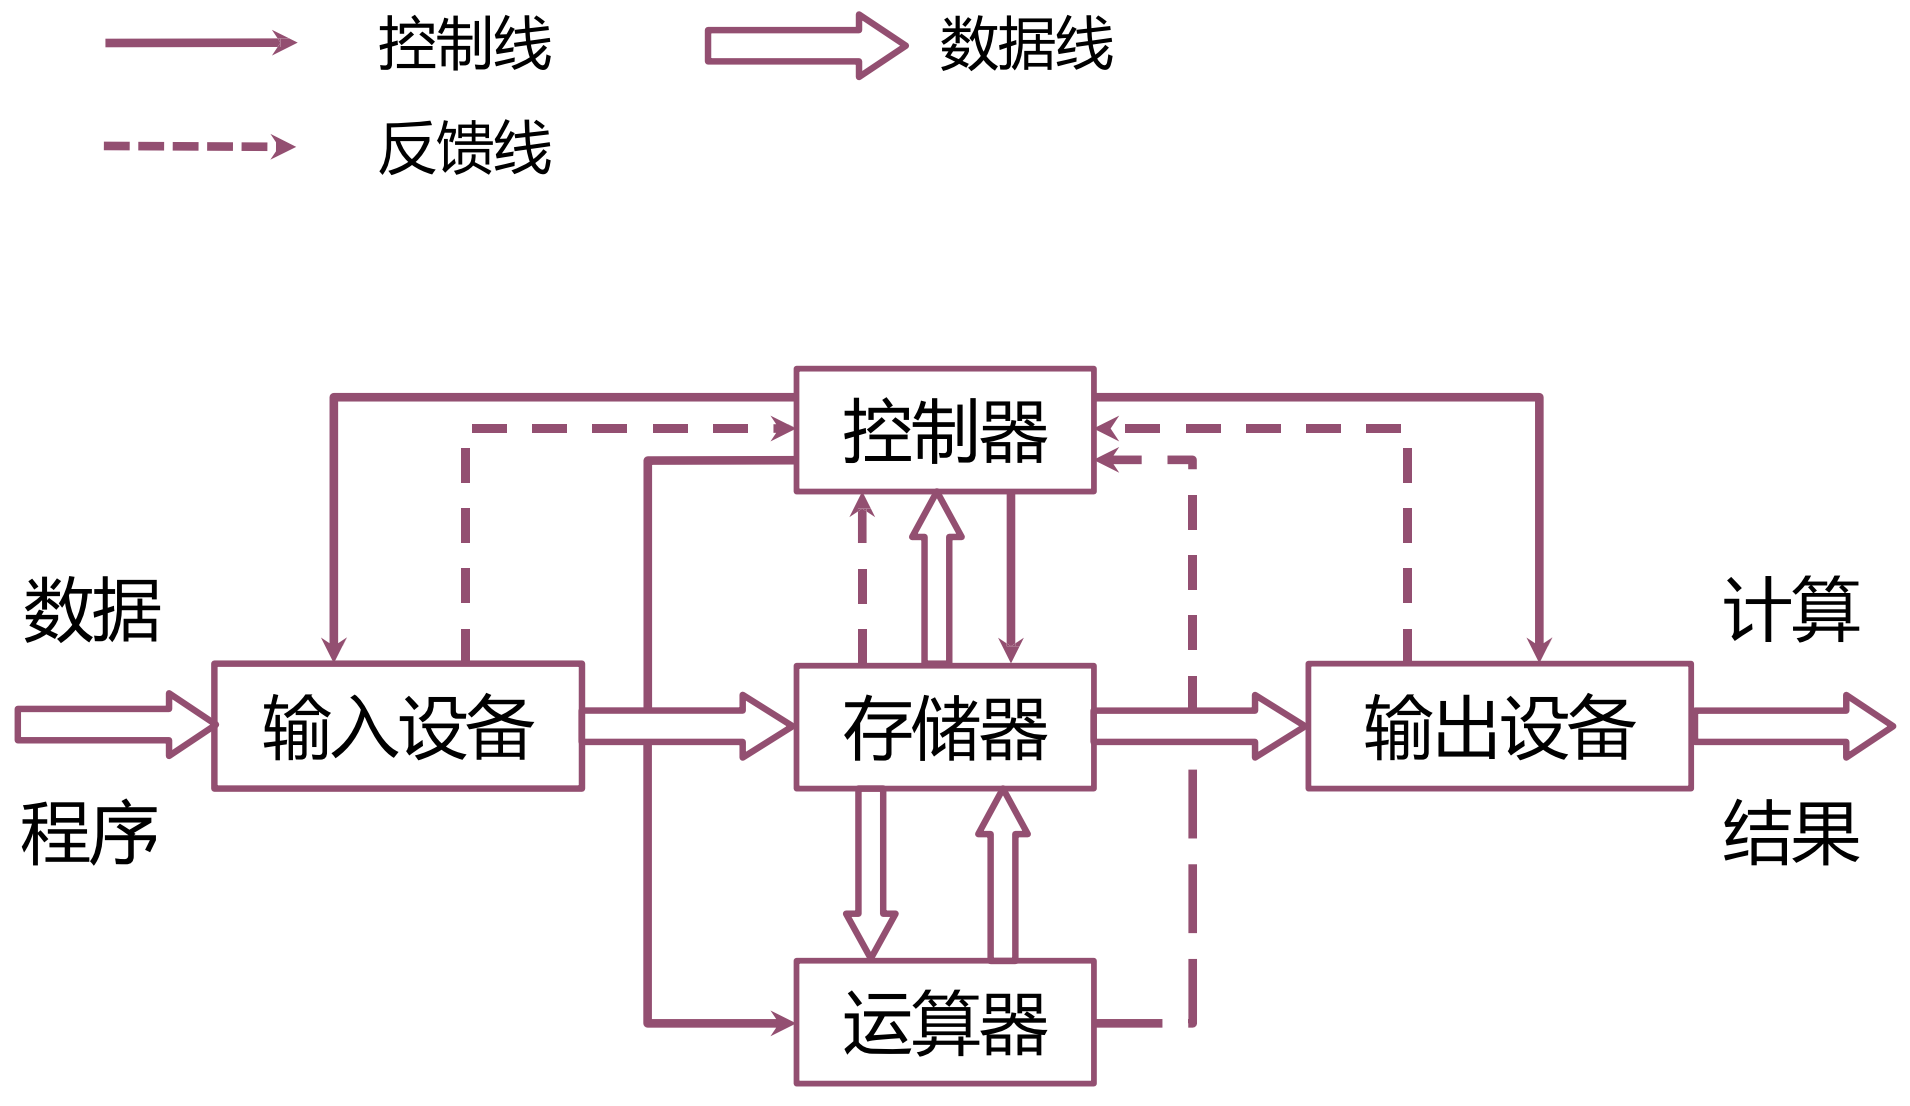 控制线
数据线
反馈线
控制器
数据
程序
输入设备
存储器
输出设备
计算
结果
运算器